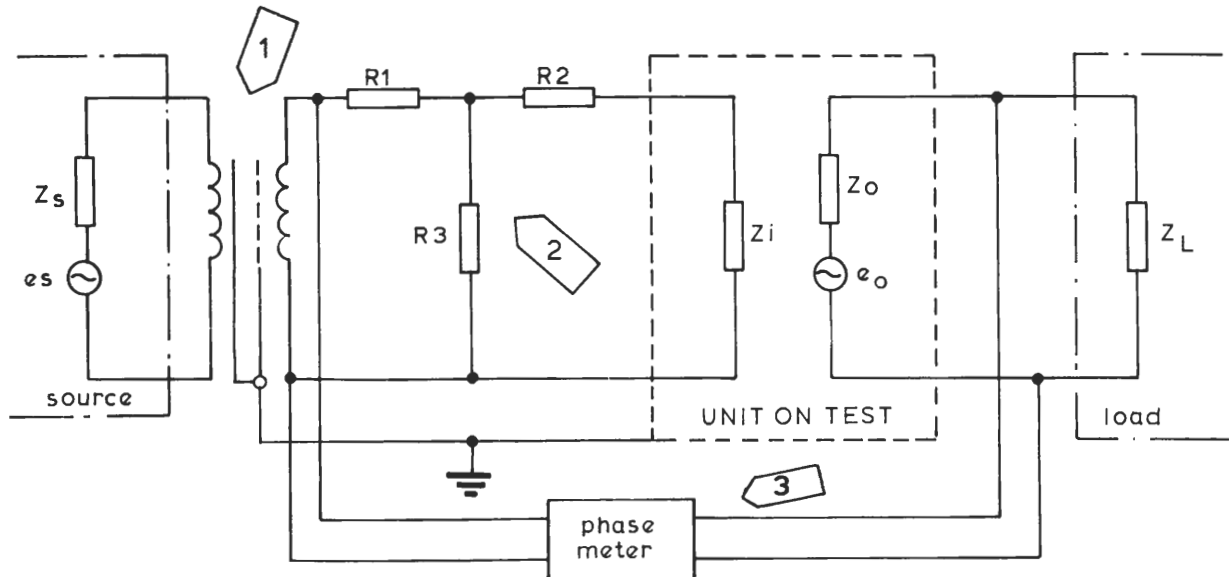 1
R1
R2
Zs
es
R3
2
Zi
Zo
eo
ZL
source
UNIT ON TEST
load
3
phase
meter